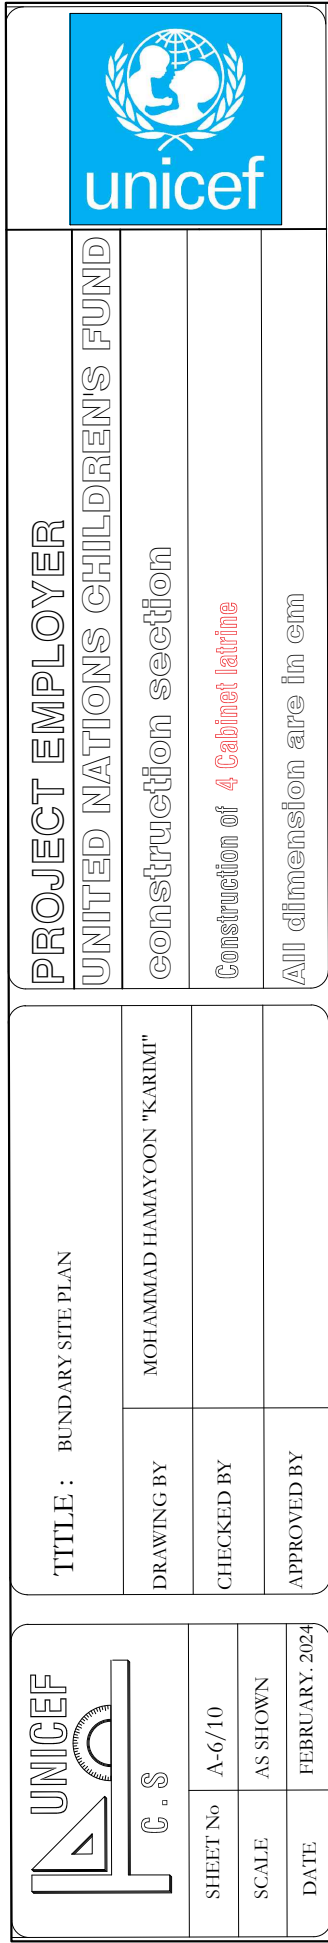 UNICEF
C . S
SHEET No A-6/10
SCALE AS SHOWN
DATE FEBRUARY. 2024
TITLE : BUNDARY SITE PLAN
DRAWING BY MOHAMMAD HAMAYOON "KARIMI"
CHECKED BY
APPROVED BY
PROJECT EMPLOYER
UNITED NATIONS CHILDREN'S FUND
construction section
Construction of 4 Cabinet latrine
All dimension are in cm
unicef